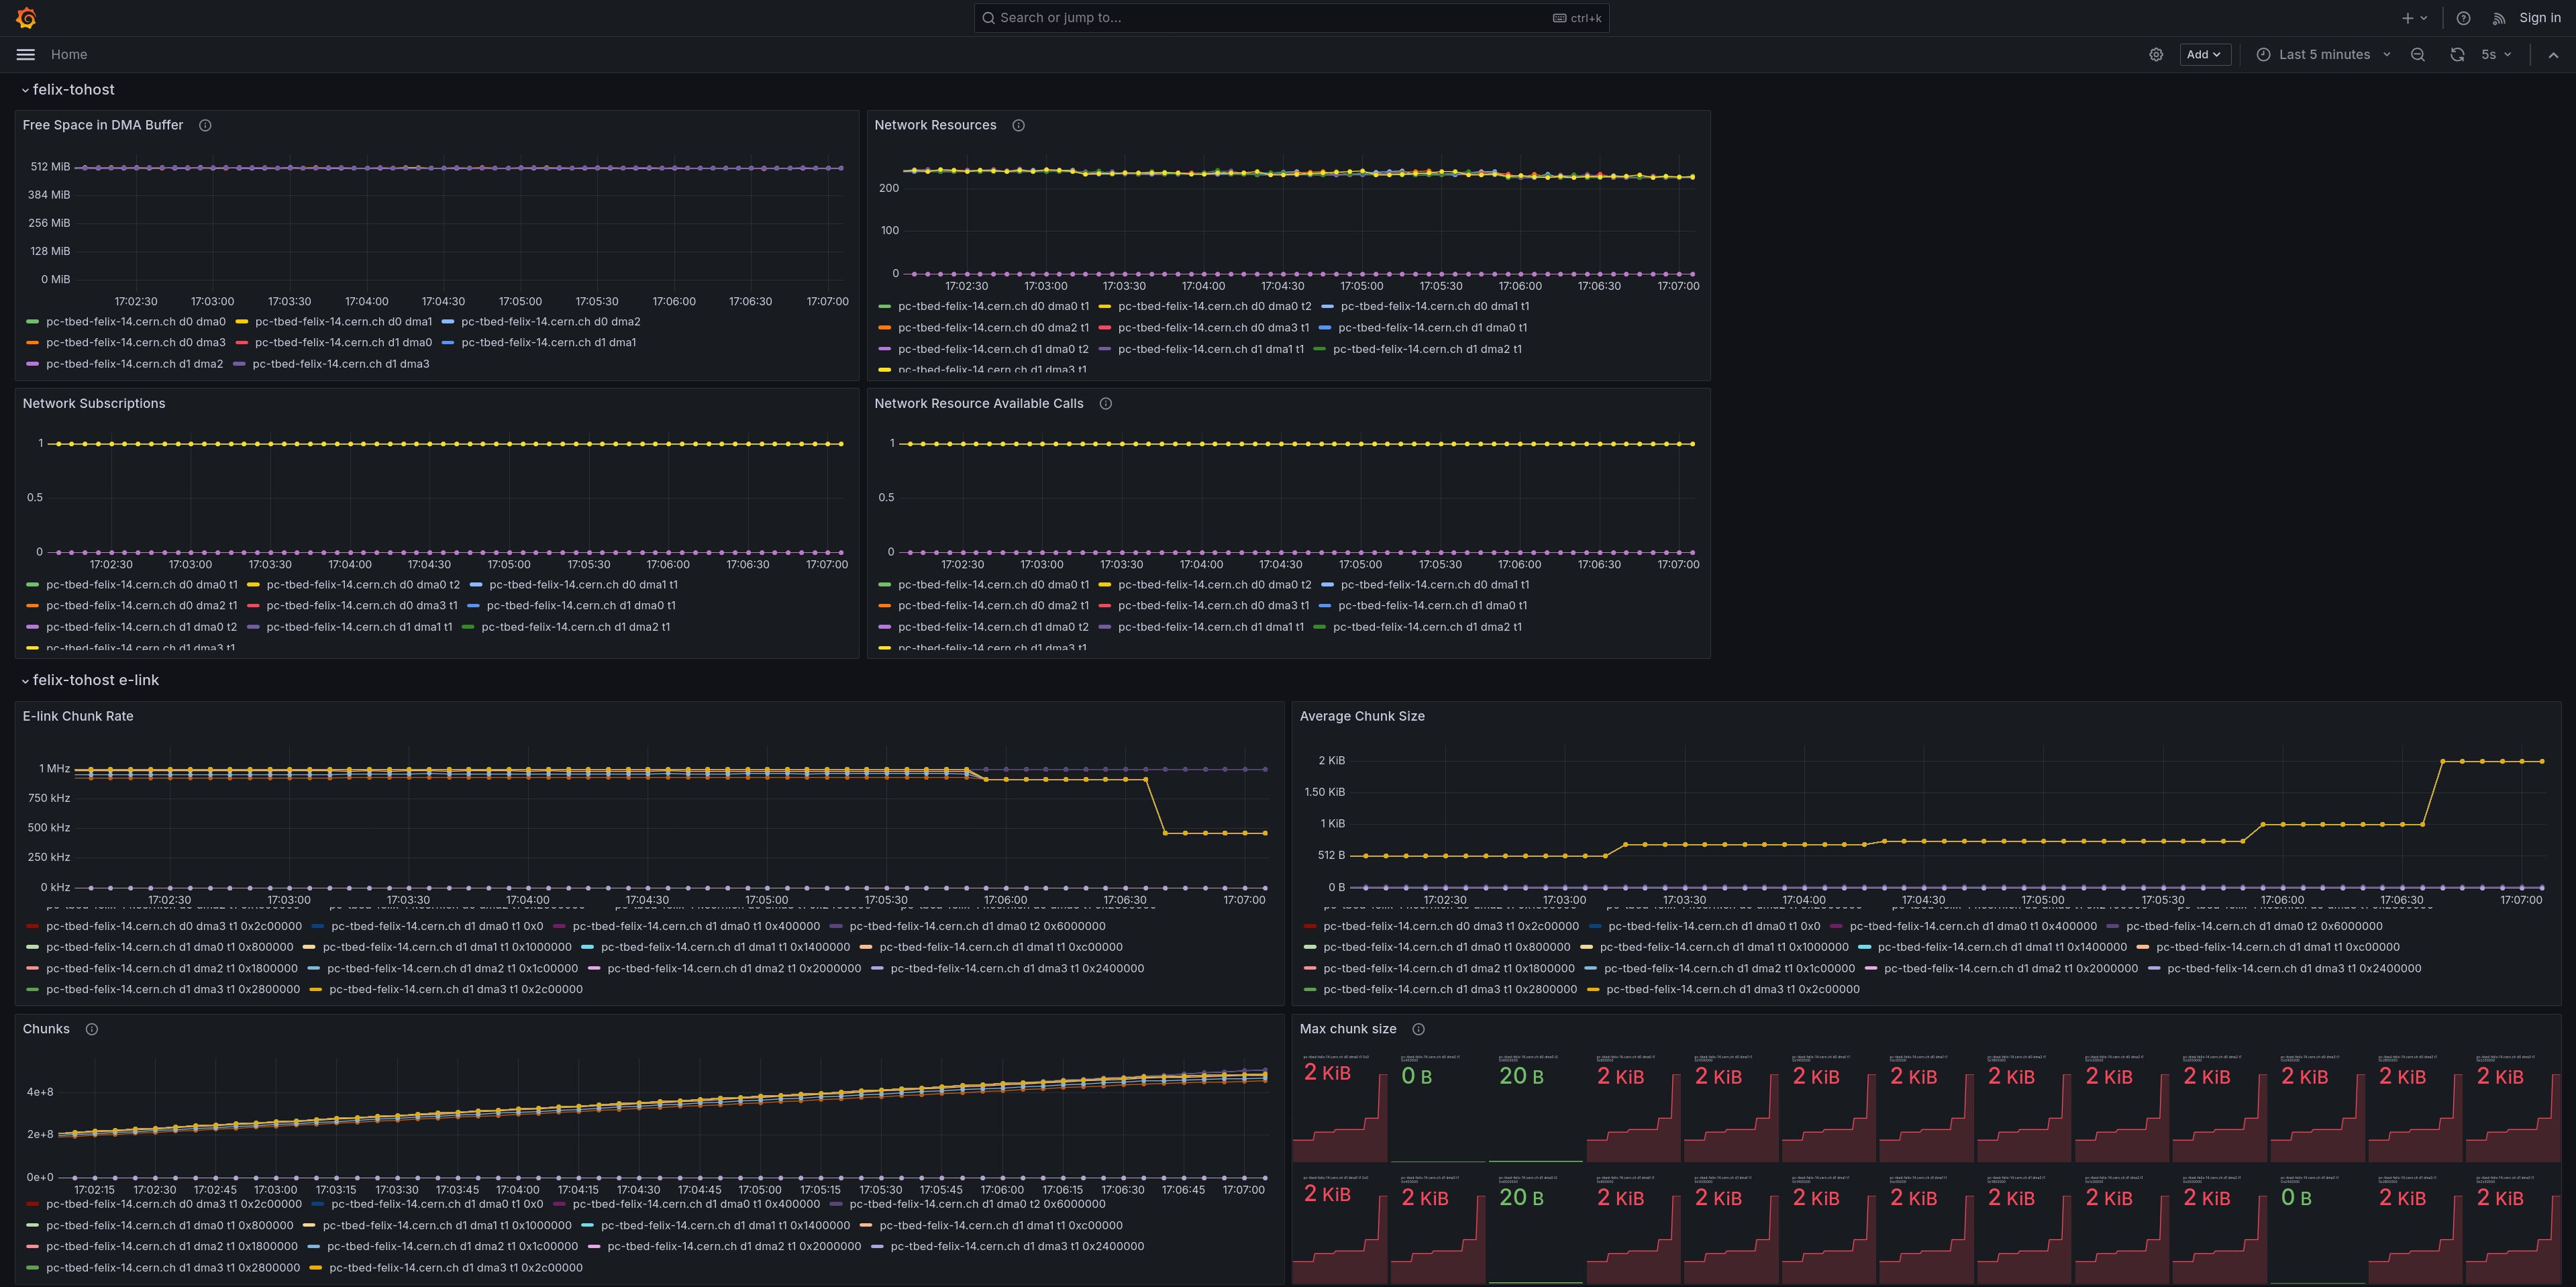 Search or jump to... ctrl+k Sign in
Home Add Last 5 minutes 5s
felix-tohost
Free Space in DMA Buffer
512 MiB
384 MiB
256 MiB
128 MiB
0 MiB
17:02:30 17:03:00 17:03:30 17:04:00 17:04:30 17:05:00 17:05:30 17:06:00 17:06:30 17:07:00
pc-tbed-felix-14.cern.ch d0 dma0 pc-tbed-felix-14.cern.ch d0 dma1 pc-tbed-felix-14.cern.ch d0 dma2
pc-tbed-felix-14.cern.ch d0 dma3 pc-tbed-felix-14.cern.ch d1 dma0 pc-tbed-felix-14.cern.ch d1 dma1
pc-tbed-felix-14.cern.ch d1 dma2 pc-tbed-felix-14.cern.ch d1 dma3
Network Resources
200
100
0
17:02:30 17:03:00 17:03:30 17:04:00 17:04:30 17:05:00 17:05:30 17:06:00 17:06:30 17:07:00
pc-tbed-felix-14.cern.ch d0 dma0 t1 pc-tbed-felix-14.cern.ch d0 dma0 t2 pc-tbed-felix-14.cern.ch d0 dma1 t1
pc-tbed-felix-14.cern.ch d0 dma2 t1 pc-tbed-felix-14.cern.ch d0 dma3 t1 pc-tbed-felix-14.cern.ch d1 dma0 t1
pc-tbed-felix-14.cern.ch d1 dma0 t2 pc-tbed-felix-14.cern.ch d1 dma1 t1 pc-tbed-felix-14.cern.ch d1 dma2 t1
pc-tbed-felix-14.cern.ch d1 dma3 t1
Network Subscriptions
1
0.5
0
17:02:30 17:03:00 17:03:30 17:04:00 17:04:30 17:05:00 17:05:30 17:06:00 17:06:30 17:07:00
pc-tbed-felix-14.cern.ch d0 dma0 t1 pc-tbed-felix-14.cern.ch d0 dma0 t2 pc-tbed-felix-14.cern.ch d0 dma1 t1
pc-tbed-felix-14.cern.ch d0 dma2 t1 pc-tbed-felix-14.cern.ch d0 dma3 t1 pc-tbed-felix-14.cern.ch d1 dma0 t1
pc-tbed-felix-14.cern.ch d1 dma0 t2 pc-tbed-felix-14.cern.ch d1 dma1 t1 pc-tbed-felix-14.cern.ch d1 dma2 t1
pc-tbed-felix-14.cern.ch d1 dma3 t1
Network Resource Available Calls
1
0.5
0
17:02:30 17:03:00 17:03:30 17:04:00 17:04:30 17:05:00 17:05:30 17:06:00 17:06:30 17:07:00
pc-tbed-felix-14.cern.ch d0 dma0 t1 pc-tbed-felix-14.cern.ch d0 dma0 t2 pc-tbed-felix-14.cern.ch d0 dma1 t1
pc-tbed-felix-14.cern.ch d0 dma2 t1 pc-tbed-felix-14.cern.ch d0 dma3 t1 pc-tbed-felix-14.cern.ch d1 dma0 t1
pc-tbed-felix-14.cern.ch d1 dma0 t2 pc-tbed-felix-14.cern.ch d1 dma1 t1 pc-tbed-felix-14.cern.ch d1 dma2 t1
pc-tbed-felix-14.cern.ch d1 dma3 t1
felix-tohost e-link
E-link Chunk Rate
1 MHz
750 kHz
500 kHz
250 kHz
0 kHz
17:02:30 17:03:00 17:03:30 17:04:00 17:04:30 17:05:00 17:05:30 17:06:00 17:06:30 17:07:00
pc-tbed-felix-14.cern.ch d0 dma3 t1 0x2c00000 pc-tbed-felix-14.cern.ch d1 dma0 t1 0x0 pc-tbed-felix-14.cern.ch d1 dma0 t1 0x400000 pc-tbed-felix-14.cern.ch d1 dma0 t2 0x6000000
pc-tbed-felix-14.cern.ch d1 dma0 t1 0x800000 pc-tbed-felix-14.cern.ch d1 dma1 t1 0x1000000 pc-tbed-felix-14.cern.ch d1 dma1 t1 0x1400000 pc-tbed-felix-14.cern.ch d1 dma1 t1 0xc00000
pc-tbed-felix-14.cern.ch d1 dma2 t1 0x1800000 pc-tbed-felix-14.cern.ch d1 dma2 t1 0x1c00000 pc-tbed-felix-14.cern.ch d1 dma2 t1 0x2000000 pc-tbed-felix-14.cern.ch d1 dma3 t1 0x2400000
pc-tbed-felix-14.cern.ch d1 dma3 t1 0x2800000 pc-tbed-felix-14.cern.ch d1 dma3 t1 0x2c00000
Average Chunk Size
2 KiB
1.50 KiB
1 KiB
512 B
0 B
17:02:30 17:03:00 17:03:30 17:04:00 17:04:30 17:05:00 17:05:30 17:06:00 17:06:30 17:07:00
pc-tbed-felix-14.cern.ch d0 dma3 t1 0x2c00000 pc-tbed-felix-14.cern.ch d1 dma0 t1 0x0 pc-tbed-felix-14.cern.ch d1 dma0 t1 0x400000 pc-tbed-felix-14.cern.ch d1 dma0 t2 0x6000000
pc-tbed-felix-14.cern.ch d1 dma0 t1 0x800000 pc-tbed-felix-14.cern.ch d1 dma1 t1 0x1000000 pc-tbed-felix-14.cern.ch d1 dma1 t1 0x1400000 pc-tbed-felix-14.cern.ch d1 dma1 t1 0xc00000
pc-tbed-felix-14.cern.ch d1 dma2 t1 0x1800000 pc-tbed-felix-14.cern.ch d1 dma2 t1 0x1c00000 pc-tbed-felix-14.cern.ch d1 dma2 t1 0x2000000 pc-tbed-felix-14.cern.ch d1 dma3 t1 0x2400000
pc-tbed-felix-14.cern.ch d1 dma3 t1 0x2800000 pc-tbed-felix-14.cern.ch d1 dma3 t1 0x2c00000
Chunks
4e+8
2e+8
0e+0
17:02:15 17:02:30 17:02:45 17:03:00 17:03:15 17:03:30 17:03:45 17:04:00 17:04:15 17:04:30 17:04:45 17:05:00 17:05:15 17:05:30 17:05:45 17:06:00 17:06:15 17:06:30 17:06:45 17:07:00
pc-tbed-felix-14.cern.ch d0 dma3 t1 0x2c00000 pc-tbed-felix-14.cern.ch d1 dma0 t1 0x0 pc-tbed-felix-14.cern.ch d1 dma0 t1 0x400000 pc-tbed-felix-14.cern.ch d1 dma0 t2 0x6000000
pc-tbed-felix-14.cern.ch d1 dma0 t1 0x800000 pc-tbed-felix-14.cern.ch d1 dma1 t1 0x1000000 pc-tbed-felix-14.cern.ch d1 dma1 t1 0x1400000 pc-tbed-felix-14.cern.ch d1 dma1 t1 0xc00000
pc-tbed-felix-14.cern.ch d1 dma2 t1 0x1800000 pc-tbed-felix-14.cern.ch d1 dma2 t1 0x1c00000 pc-tbed-felix-14.cern.ch d1 dma2 t1 0x2000000 pc-tbed-felix-14.cern.ch d1 dma3 t1 0x2400000
pc-tbed-felix-14.cern.ch d1 dma3 t1 0x2800000 pc-tbed-felix-14.cern.ch d1 dma3 t1 0x2c00000
Max chunk size
2 KiB 0 B 20 B 2 KiB 2 KiB 2 KiB 2 KiB 2 KiB 2 KiB 2 KiB 2 KiB 2 KiB 2 KiB
2 KiB 2 KiB 20 B 2 KiB 2 KiB 2 KiB 2 KiB 2 KiB 2 KiB 2 KiB 0 B 2 KiB 2 KiB